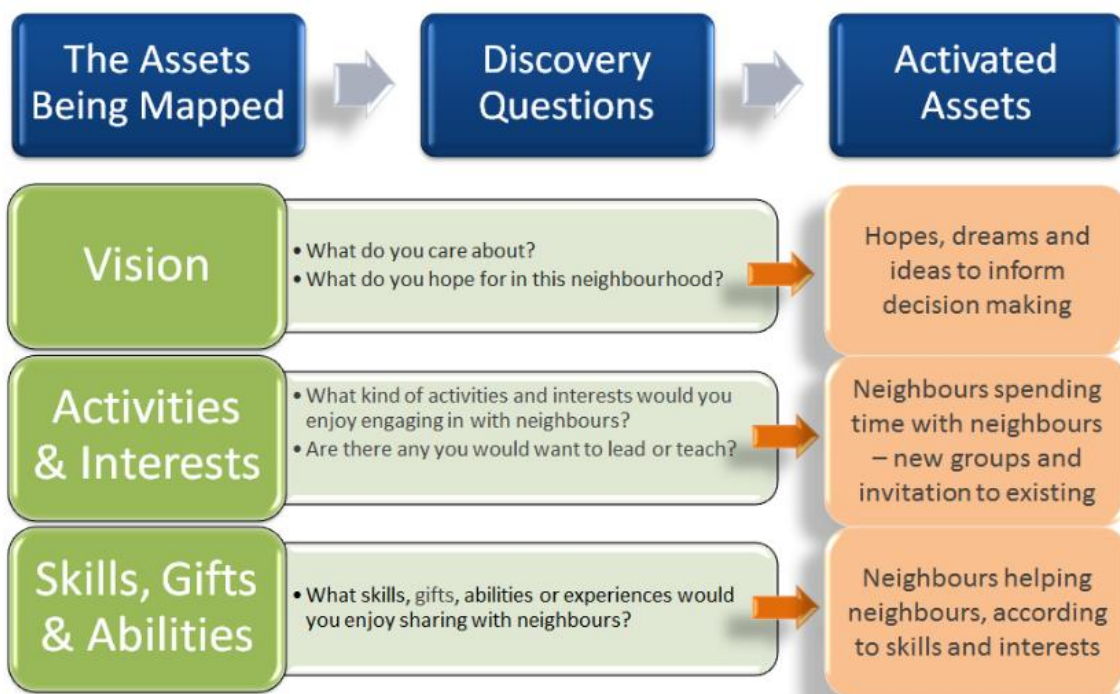 The Assets
Being Mapped
Discovery
Questions
Activated
Assets
Vision
• What do you care about?
• What do you hope for in this neighbourhood?
Hopes, dreams and
ideas to inform
decision making
Activities
& Interests
• What kind of activities and interests would you
enjoy engaging in with neighbours?
• Are there any you would want to lead or teach?
Neighbours spending
time with neighbours
– new groups and
invitation to existing
Skills, Gifts
& Abilities
• What skills, gifts, abilities or experiences would
you enjoy sharing with neighbours?
Neighbours helping
neighbours, according
to skills and interests